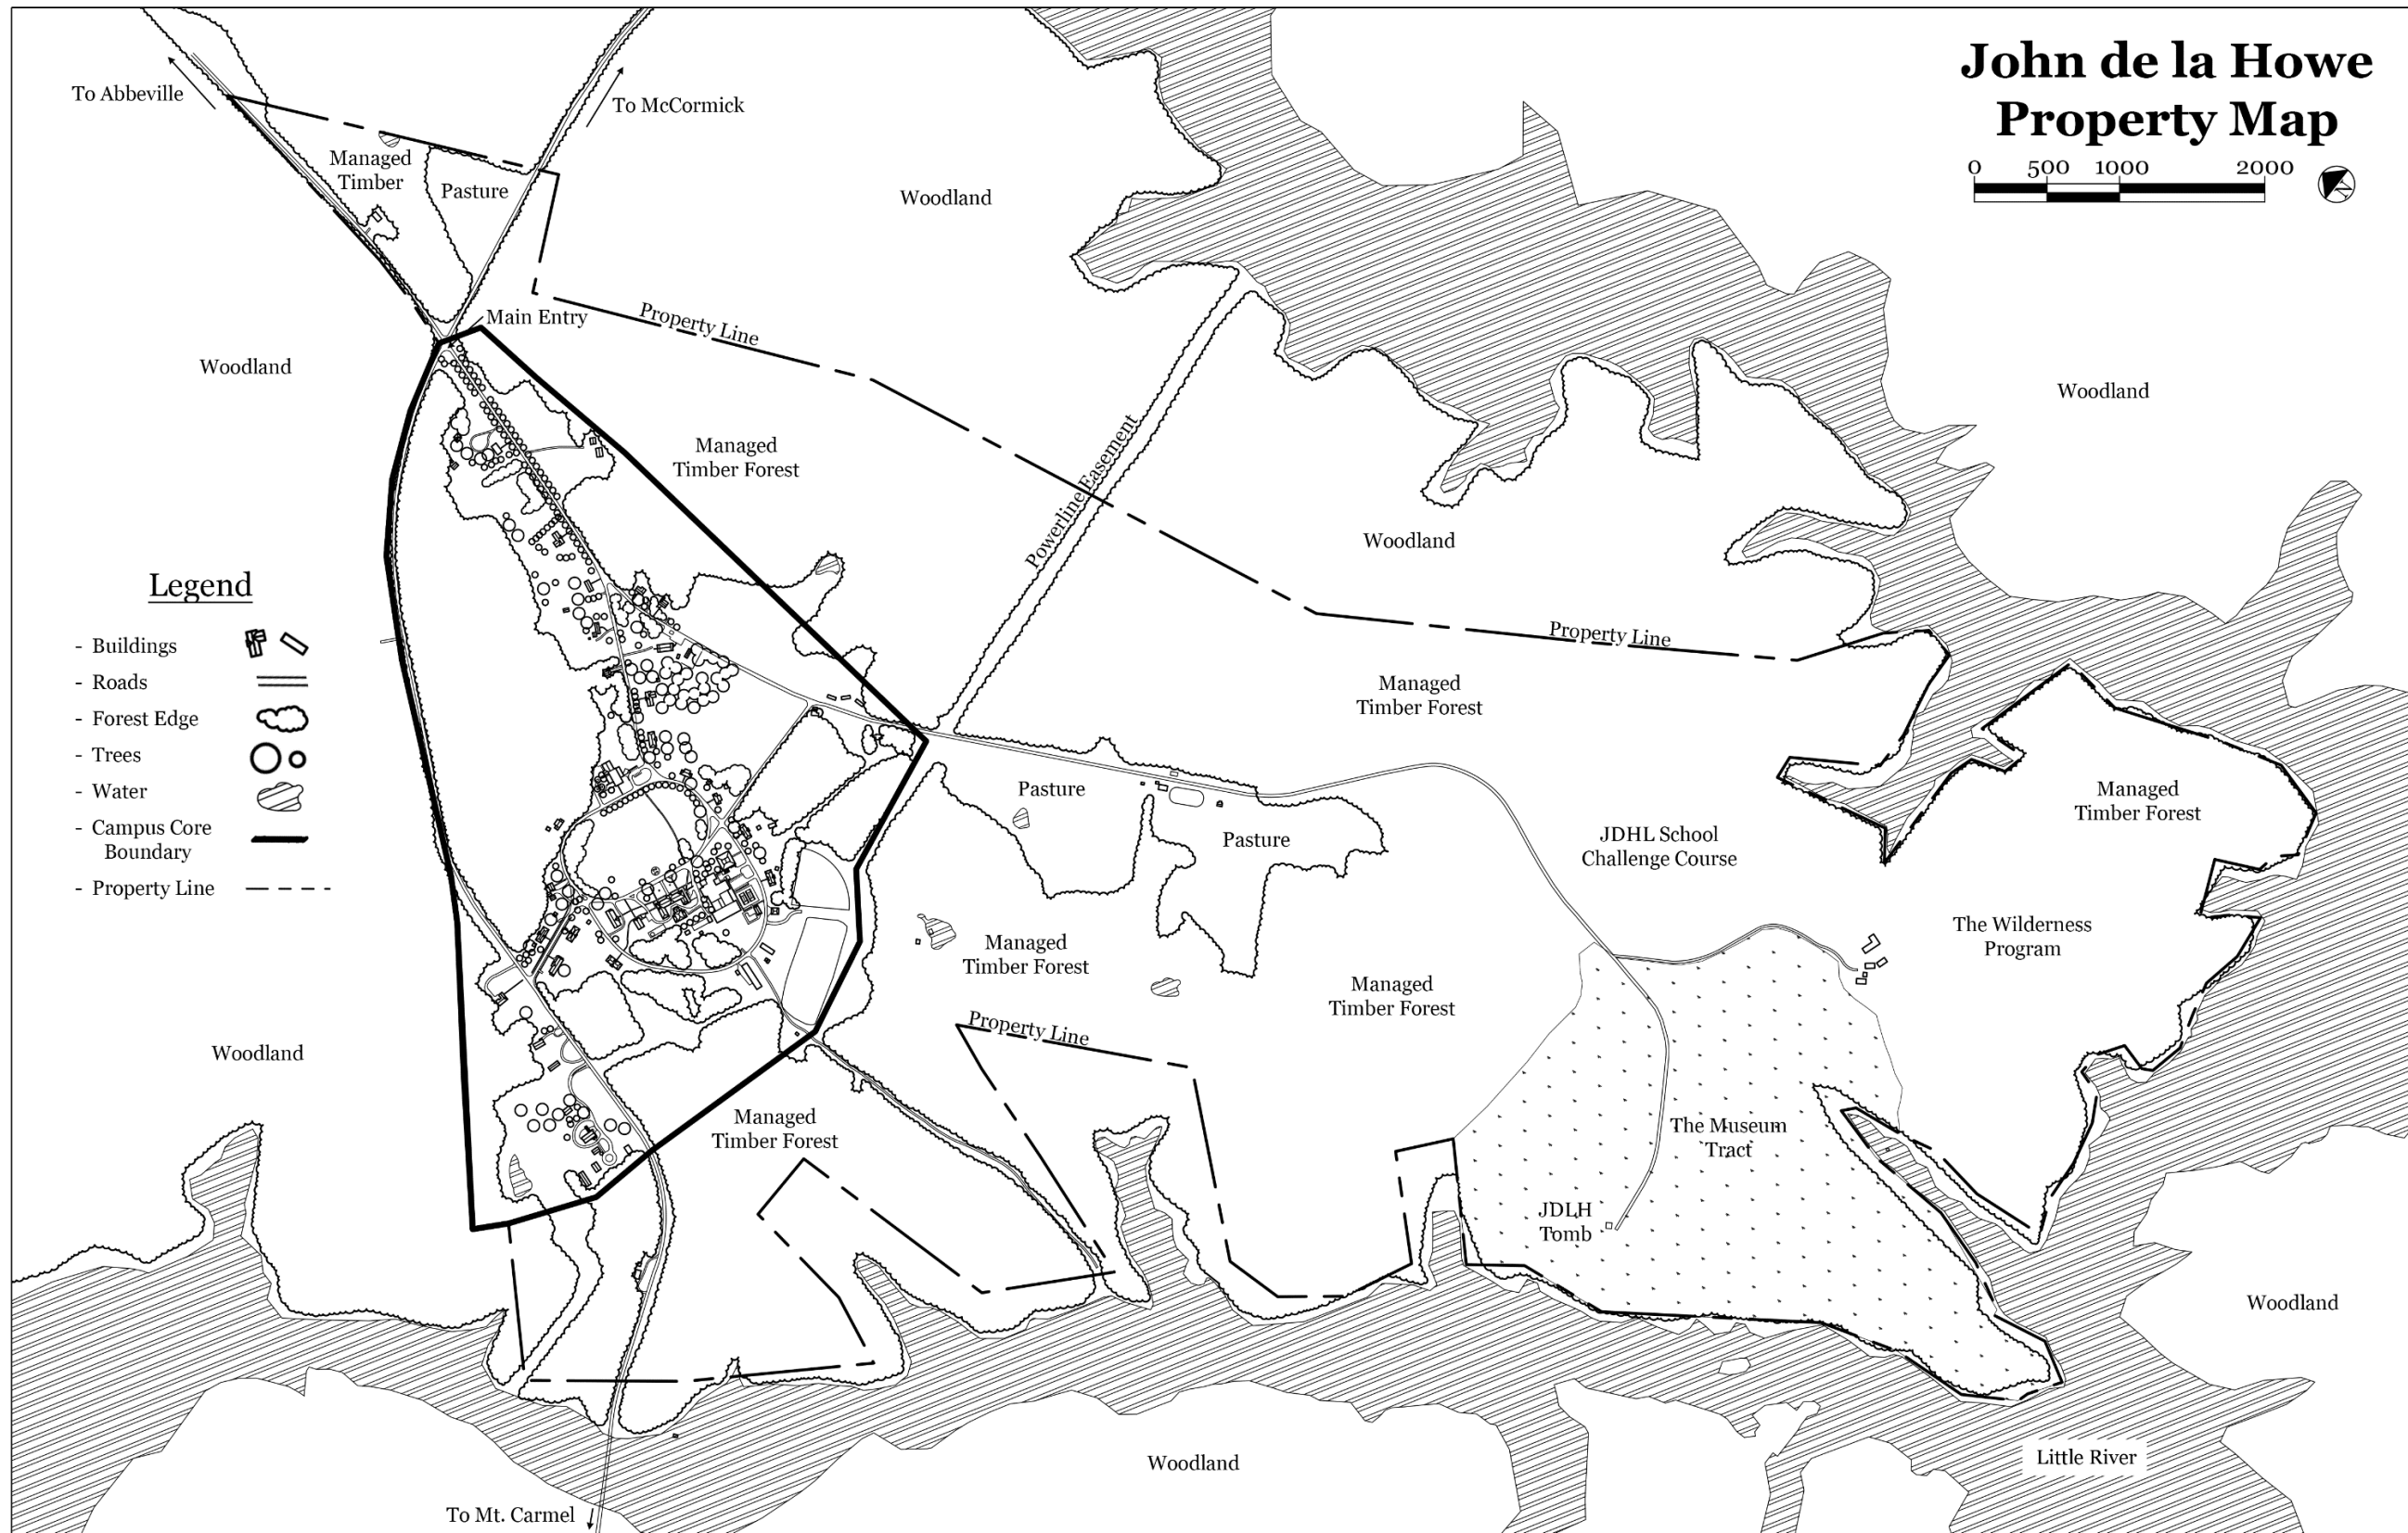 John de la Howe
Property Map
0 500 1000 2000
To Abbeville
To McCormick
Managed
Timber
Pasture
Woodland
Main Entry
Property Line
Woodland
Woodland
Managed
Timber Forest
Powerline Easement
Woodland
Legend
- Buildings
- Roads
- Forest Edge
- Trees
- Water
- Campus Core
Boundary
- Property Line
Property Line
Managed
Timber Forest
Pasture
Pasture
JDHL School
Challenge Course
Managed
Timber Forest
The Wilderness
Program
Managed
Timber Forest
Managed
Timber Forest
Property Line
Woodland
Managed
Timber Forest
The Museum
Tract
JDLH
Tomb
Woodland
Woodland
Little River
To Mt. Carmel